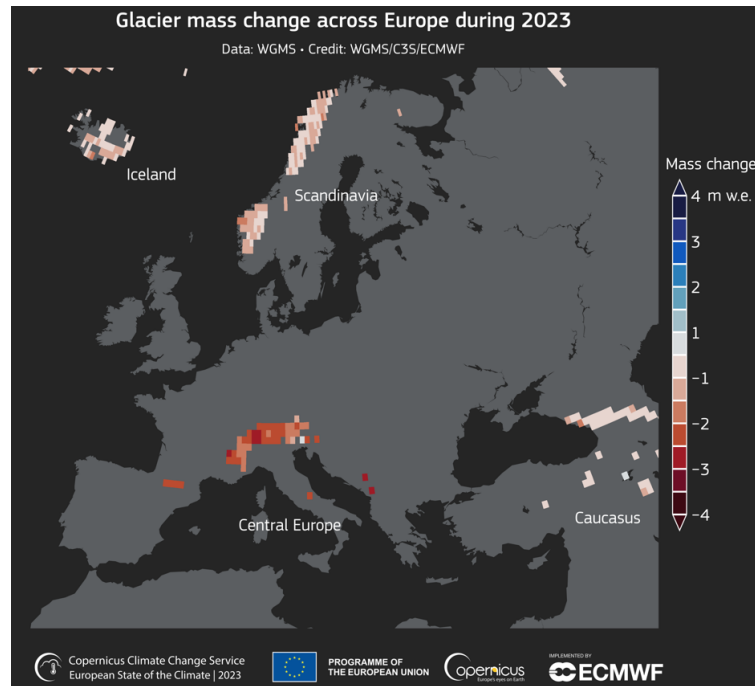 Glacier mass change across Europe during 2023
Data: WGMS • Credit: WGMS/C3S/ECMWF
Iceland
Scandinavia
Central Europe
Caucasus
Mass change
4 m w.e.
3
2
1
-1
-2
-3
-4
Copernicus Climate Change Service
European State of the Climate | 2023
PROGRAMME OF
THE EUROPEAN UNION
Copernicus
Europe's eyes on Earth
IMPLEMENTED BY
ECMWF